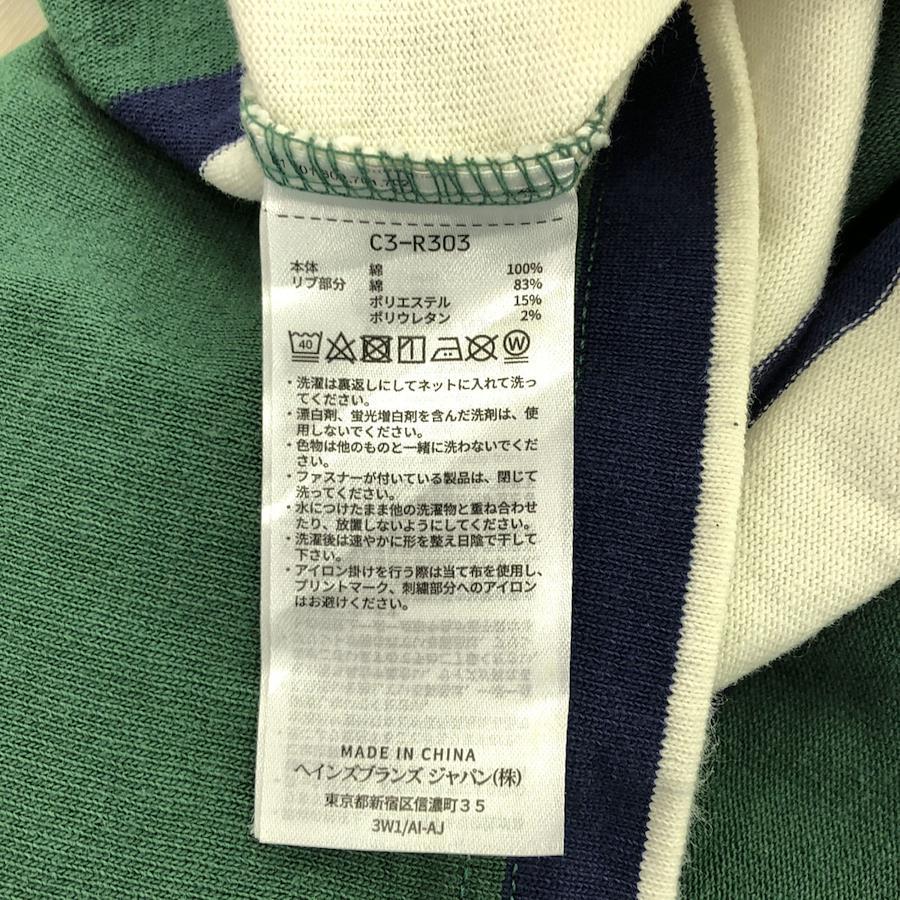 C3-R303
本体 綿 100%
リブ部分 綿 83%
ポリエステル 15%
ポリウレタン 2%
40 W
・洗濯は裏返しにしてネットに入れて洗っ
てください。
・漂白剤、蛍光増白剤を含んだ洗剤は、使
用しないでください。
・色物は他のものと一緒に洗わないでくだ
さい。
・ファスナーが付いている製品は、閉じて
洗ってください。
・水につけたまま他の洗濯物と重ね合わせ
たり、放置しないようにしてください。
・洗濯後は速やかに形を整え日陰で干して
下さい。
・アイロン掛けを行う際は当て布を使用し、
プリントマーク、刺繍部分へのアイロン
はお避けください。
MADE IN CHINA
ヘインズブランズ ジャパン(株)
東京都新宿区信濃町35
3W1/AI-AJ